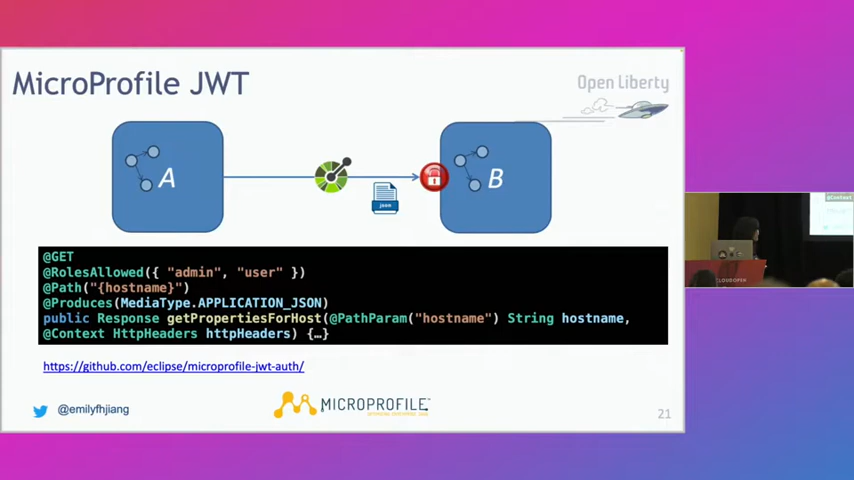 MicroProfile JWT
Open Liberty
A
B
json
@GET
@RolesAllowed({ "admin", "user" })
@Path("{hostname}")
@Produces(MediaType.APPLICATION_JSON)
public Response getPropertiesForHost(@PathParam("hostname") String hostname,
@Context HttpHeaders httpHeaders) {…}
https://github.com/eclipse/microprofile-jwt-auth/
@emilyfhjiang
MICROPROFILE
21
CLOUDOPEN